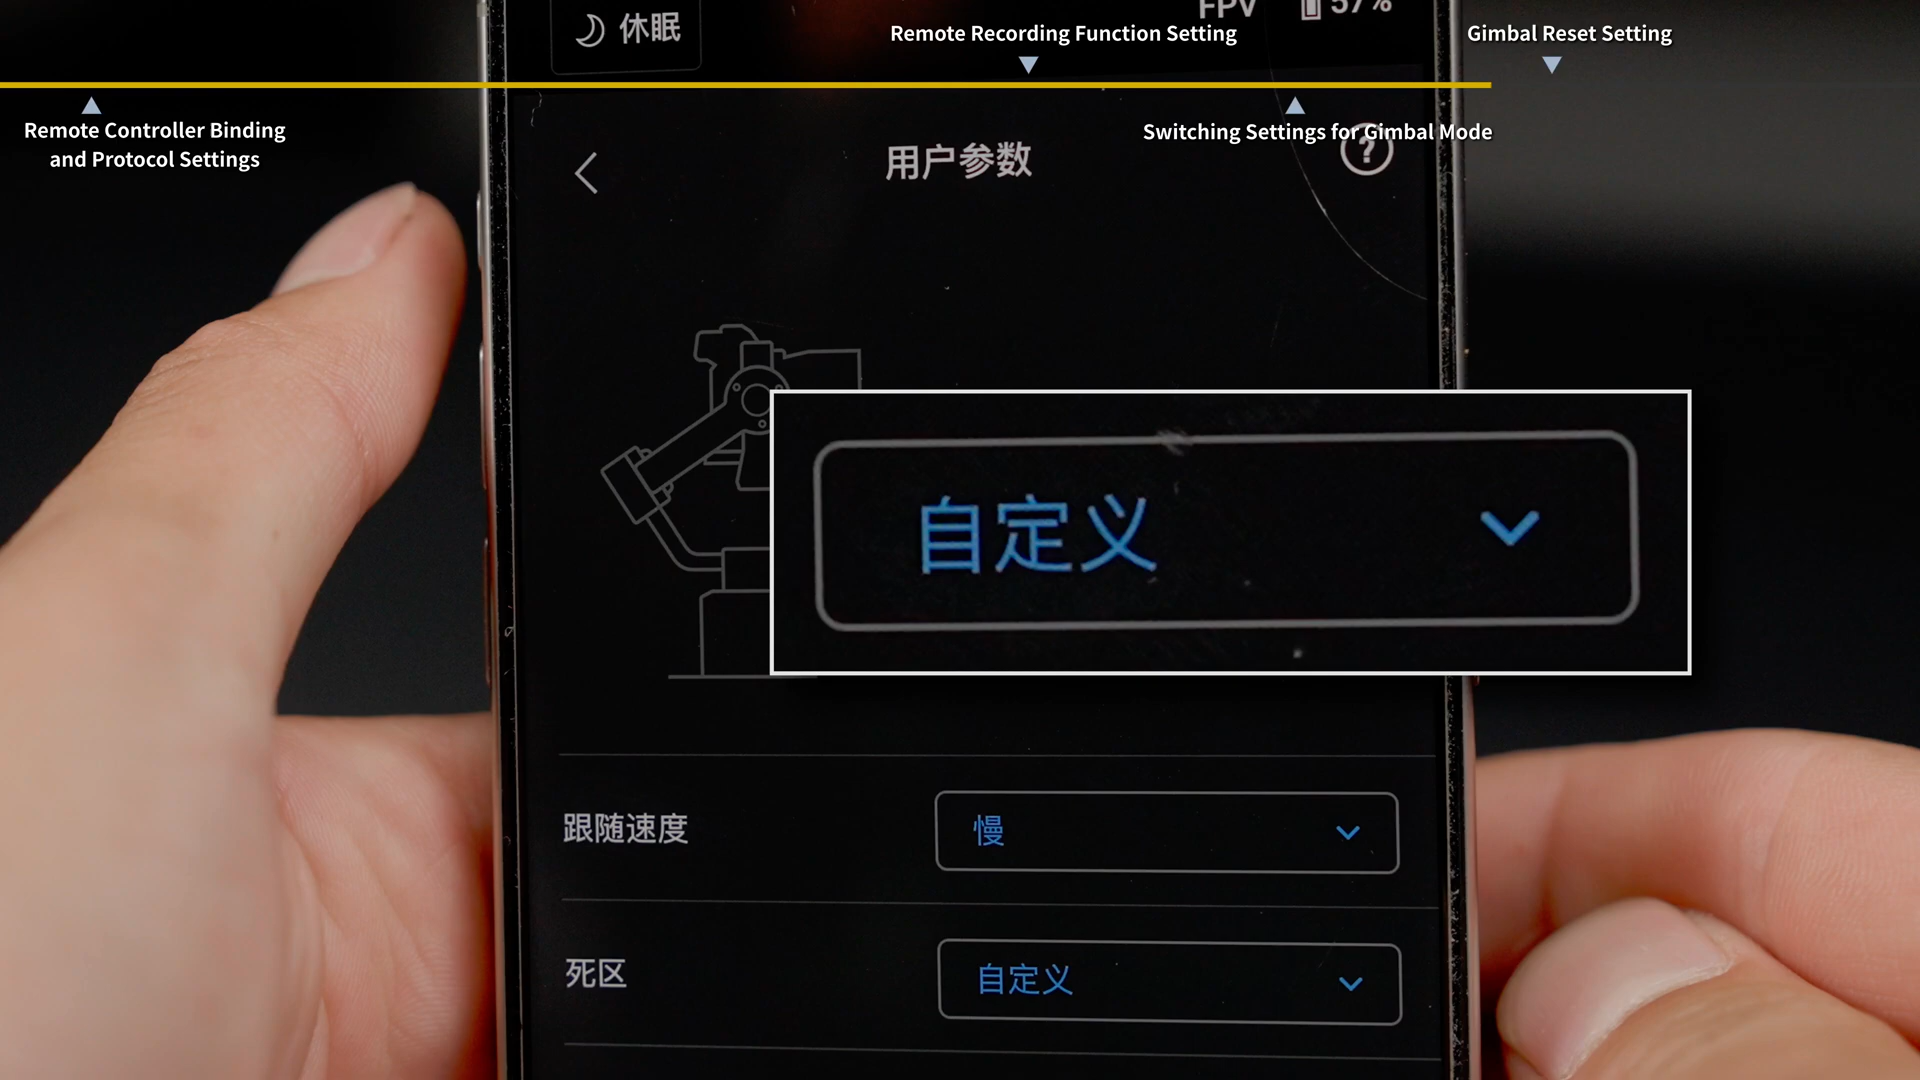 休眠
FPV
57%
Remote Recording Function Setting
Gimbal Reset Setting
Remote Controller Binding
and Protocol Settings
Switching Settings for Gimbal Mode
用户参数
?
自定义
跟随速度
慢
死区
自定义